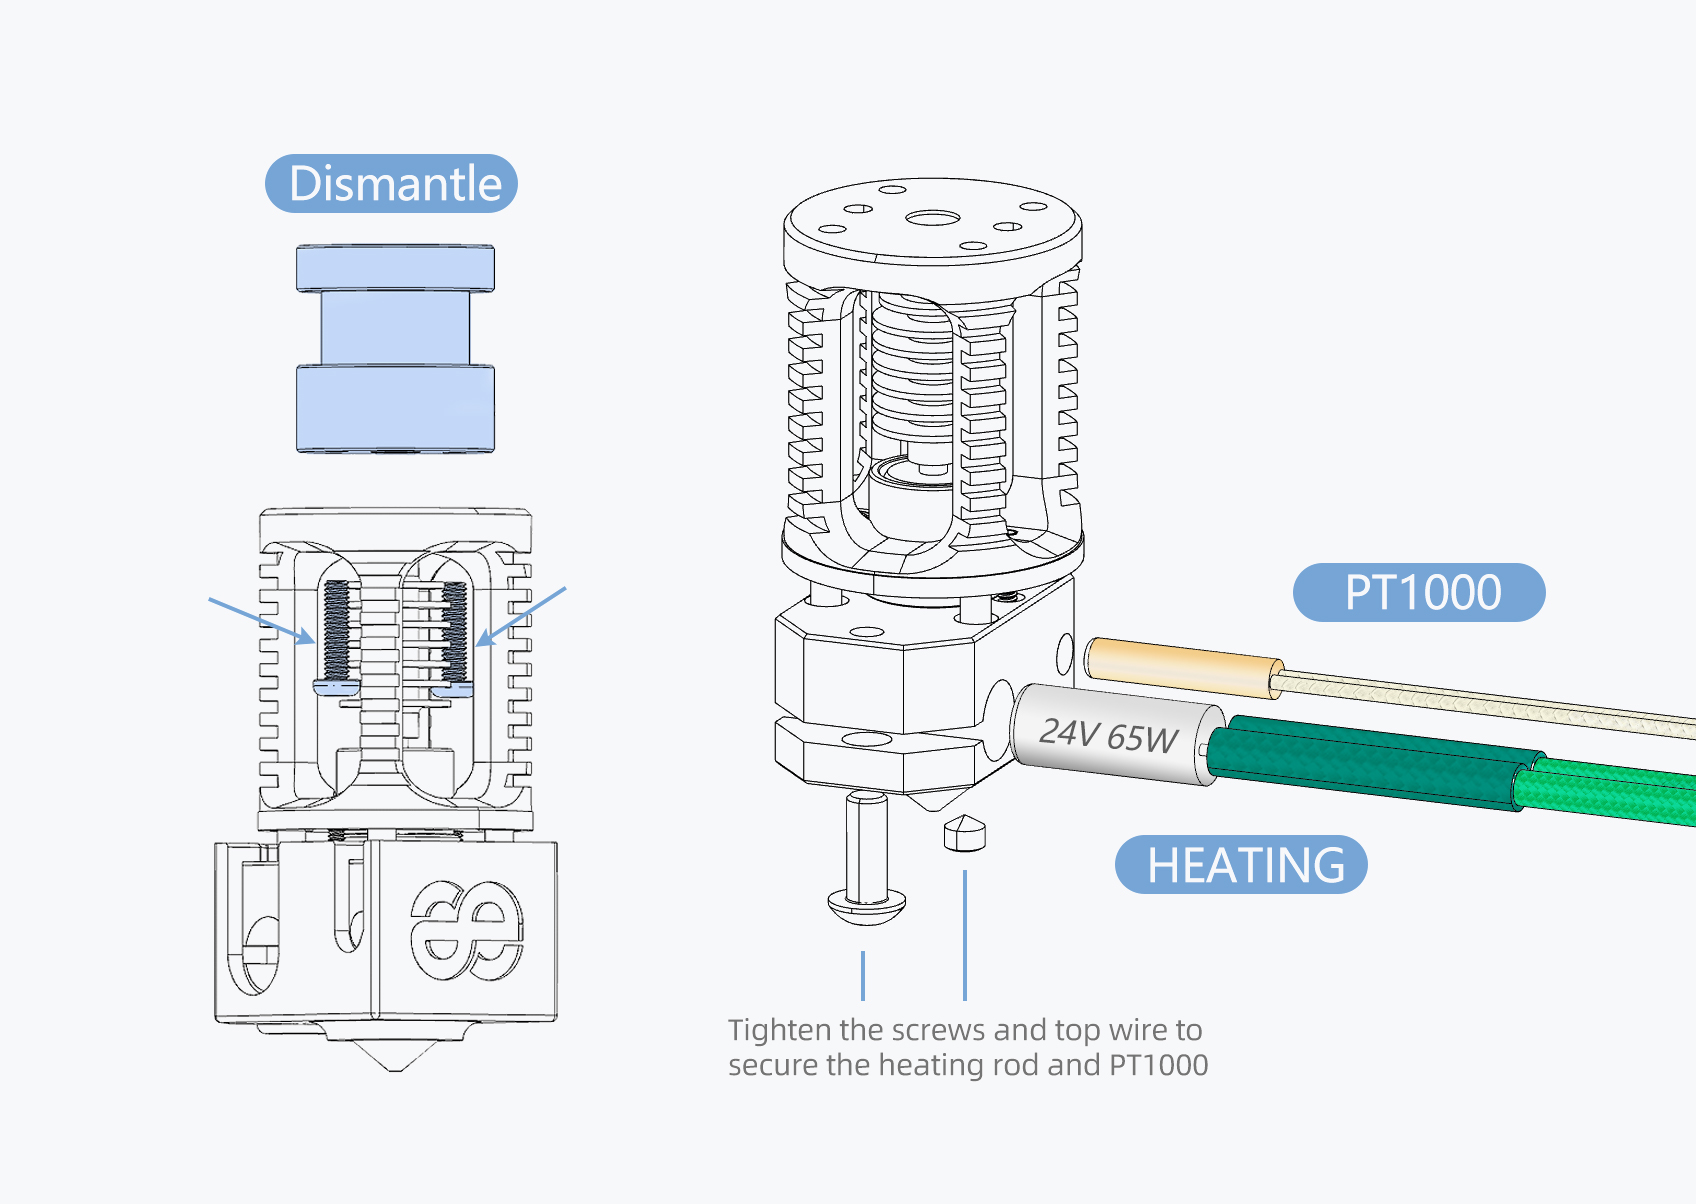 Dismantle
PT1000
24V 65W
HEATING
Tighten the screws and top wire to
secure the heating rod and PT1000